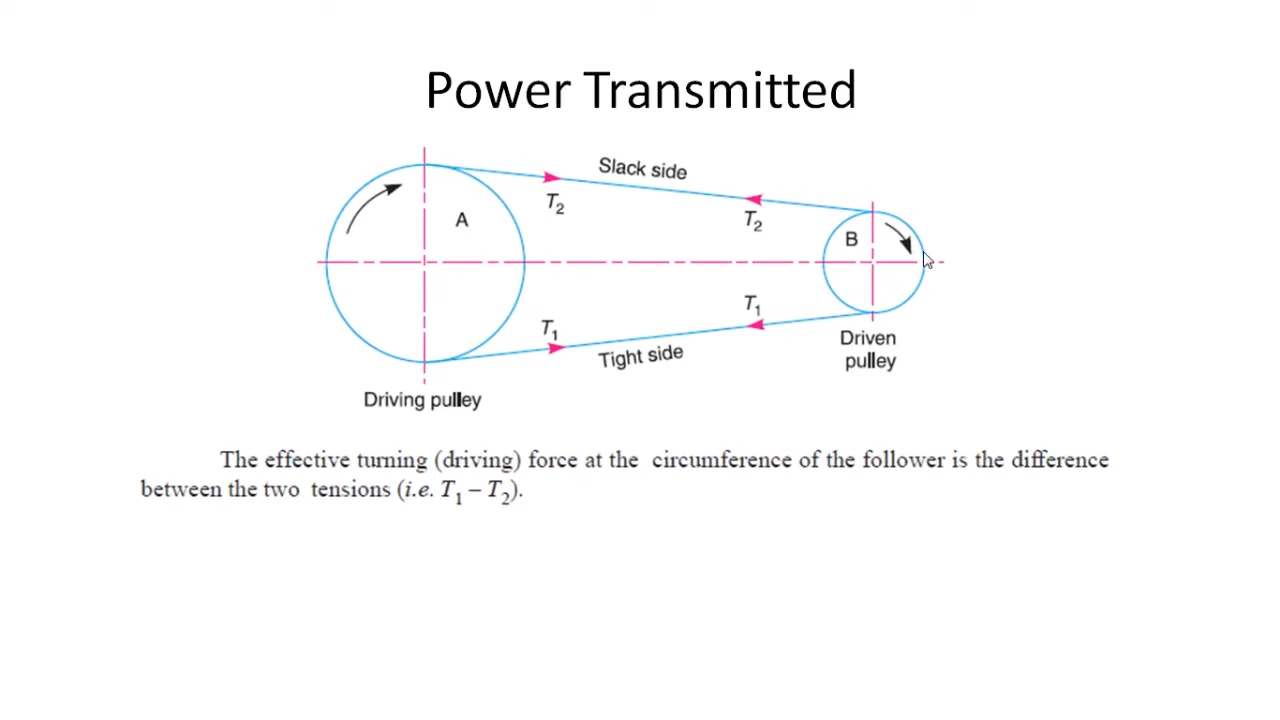 Power Transmitted
Slack side
T2
T2
A
B
T1
T1
Tight side
Driven
pulley
Driving pulley
The effective turning (driving) force at the circumference of the follower is the difference
between the two tensions (i.e. T1 – T2).